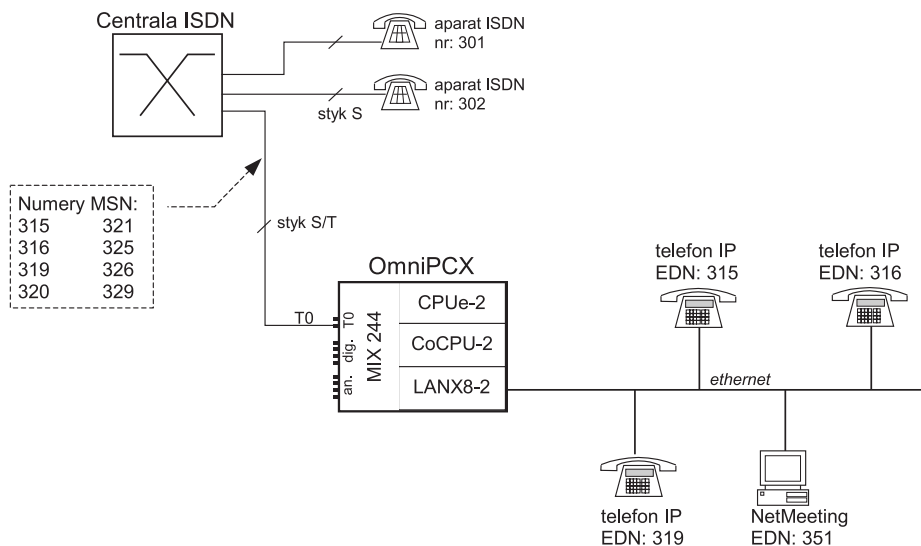 Centrala ISDN
aparat ISDN
nr: 301
aparat ISDN
nr: 302
styk S
Numery MSN:
315 321
316 325
319 326
320 329
styk S/T
OmniPCX
T0
T0
dig.
an.
MIX 244
CPUe-2
CoCPU-2
LANX8-2
telefon IP
EDN: 315
telefon IP
EDN: 316
ethernet
telefon IP
EDN: 319
NetMeeting
EDN: 351